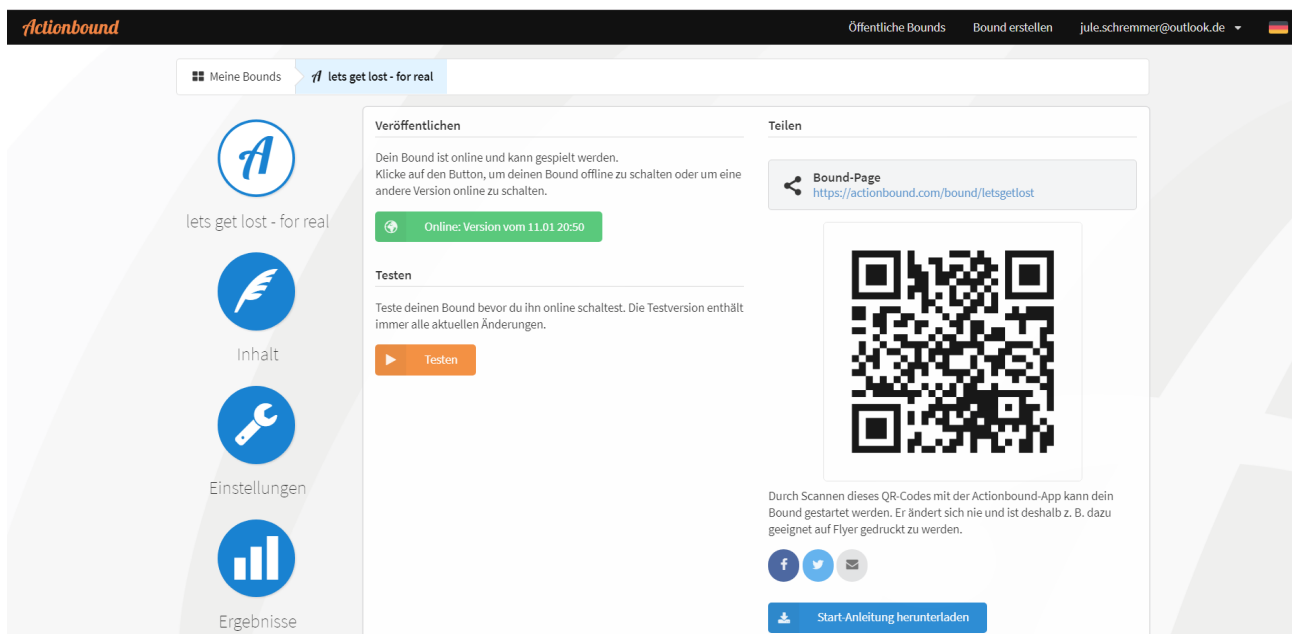 Actionbound
Öffentliche Bounds
Bound erstellen
jule.schremmer@outlook.de
Meine Bounds
lets get lost - for real
lets get lost - for real
Inhalt
Einstellungen
Ergebnisse
Veröffentlichen
Dein Bound ist online und kann gespielt werden.
Klicke auf den Button, um deinen Bound offline zu schalten oder um eine
andere Version online zu schalten.
Online: Version vom 11.01 20:50
Testen
Teste deinen Bound bevor du ihn online schaltest. Die Testversion enthält
immer alle aktuellen Änderungen.
Testen
Teilen
Bound-Page
https://actionbound.com/bound/letsgetlost
Durch Scannen dieses QR-Codes mit der Actionbound-App kann dein
Bound gestartet werden. Er ändert sich nie und ist deshalb z. B. dazu
geeignet auf Flyer gedruckt zu werden.
Start-Anleitung herunterladen